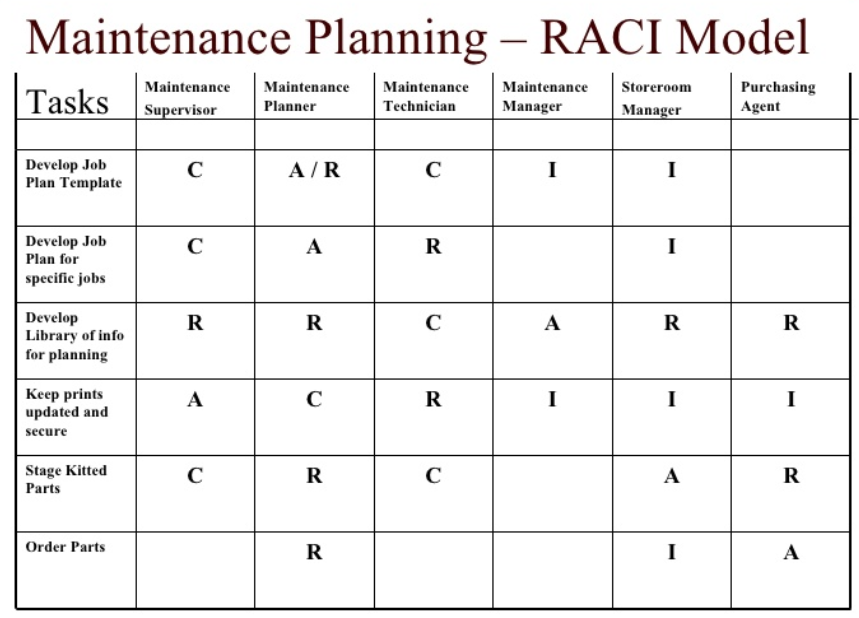 Maintenance Planning – RACI Model
Tasks
Maintenance
Supervisor
Maintenance
Planner
Maintenance
Technician
Maintenance
Manager
Storeroom
Manager
Purchasing
Agent
Develop Job
Plan Template
C A / R C I I
Develop Job
Plan for
specific jobs
C A R I
Develop
Library of info
for planning
R R C A R R
Keep prints
updated and
secure
A C R I I I
Stage Kitted
Parts
C R C A R
Order Parts
R I A